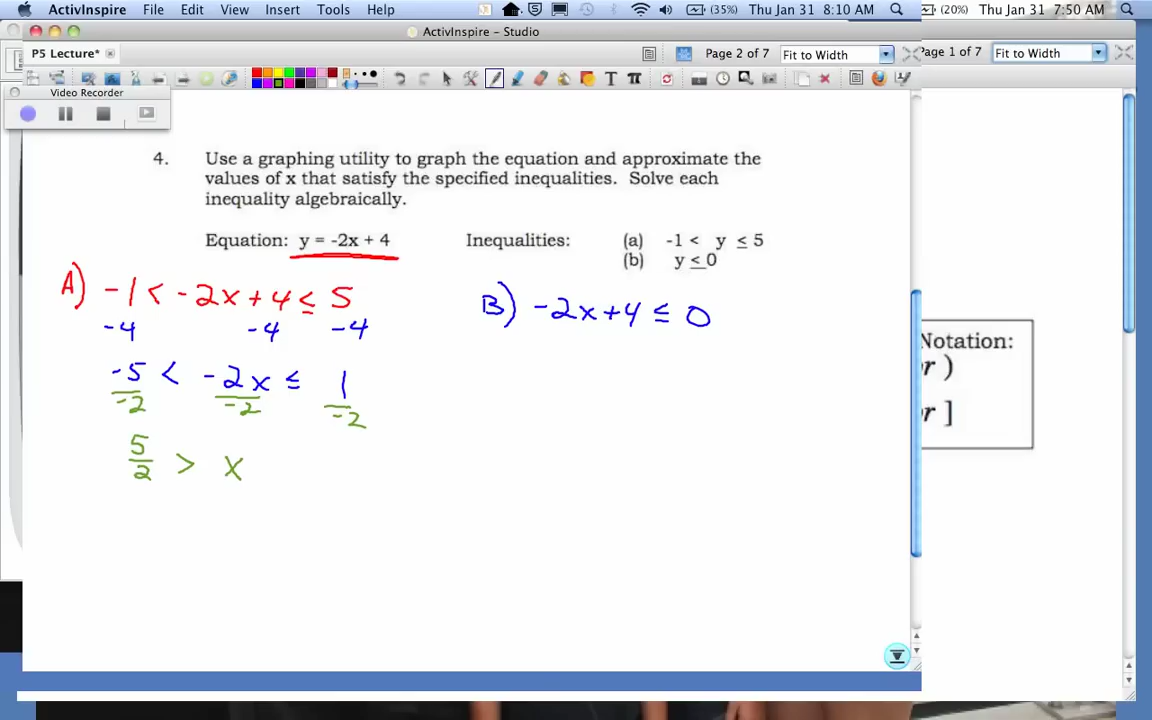 ActivInspire File Edit View Insert Tools Help (35%) Thu Jan 31 8:10 AM (20%) Thu Jan 31 7:50 AM
ActivInspire - Studio
P5 Lecture* Page 2 of 7 Fit to Width age 1 of 7 Fit to Width
Video Recorder
4. Use a graphing utility to graph the equation and approximate the
values of x that satisfy the specified inequalities. Solve each
inequality algebraically.
Equation: y = -2x + 4 Inequalities: (a) -1 < y ≤ 5
(b) y ≤ 0
A) -1 < -2x+4 ≤ 5
-4 -4 -4
-5 < -2x ≤ 1
-2 -2 -2
5/2 > x
B) -2x+4 ≤ 0
Notation:
r )
r ]